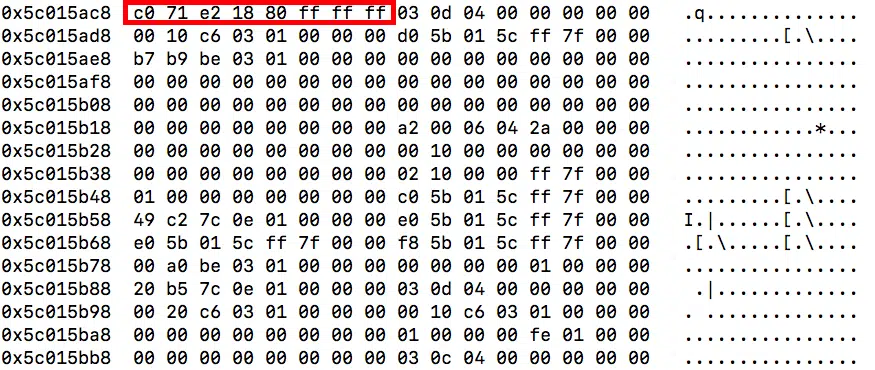 0x5c015ac8 c0 71 e2 18 80 ff ff ff 03 0d 04 00 00 00 00 00 .q..............
0x5c015ad8 00 10 c6 03 01 00 00 00 d0 5b 01 5c ff 7f 00 00 .........[.\....
0x5c015ae8 b7 b9 be 03 01 00 00 00 00 00 00 00 00 00 00 00 ................
0x5c015af8 00 00 00 00 00 00 00 00 00 00 00 00 00 00 00 00 ................
0x5c015b08 00 00 00 00 00 00 00 00 00 00 00 00 00 00 00 00 ................
0x5c015b18 00 00 00 00 00 00 00 00 a2 00 06 04 2a 00 00 00 ............*...
0x5c015b28 00 00 00 00 00 00 00 00 00 10 00 00 00 00 00 00 ................
0x5c015b38 00 00 00 00 00 00 00 00 02 10 00 00 ff 7f 00 00 ................
0x5c015b48 01 00 00 00 00 00 00 00 c0 5b 01 5c ff 7f 00 00 .........[.\....
0x5c015b58 49 c2 7c 0e 01 00 00 00 e0 5b 01 5c ff 7f 00 00 I.|......[.\....
0x5c015b68 e0 5b 01 5c ff 7f 00 00 f8 5b 01 5c ff 7f 00 00 .[.\.....[.\....
0x5c015b78 00 a0 be 03 01 00 00 00 00 00 00 00 01 00 00 00 ................
0x5c015b88 20 b5 7c 0e 01 00 00 00 03 0d 04 00 00 00 00 00  .|.............
0x5c015b98 00 20 c6 03 01 00 00 00 00 10 c6 03 01 00 00 00 . ..............
0x5c015ba8 00 00 00 00 00 00 00 00 01 00 00 00 fe 01 00 00 ................
0x5c015bb8 00 00 00 00 00 00 00 00 03 0c 04 00 00 00 00 00 ................